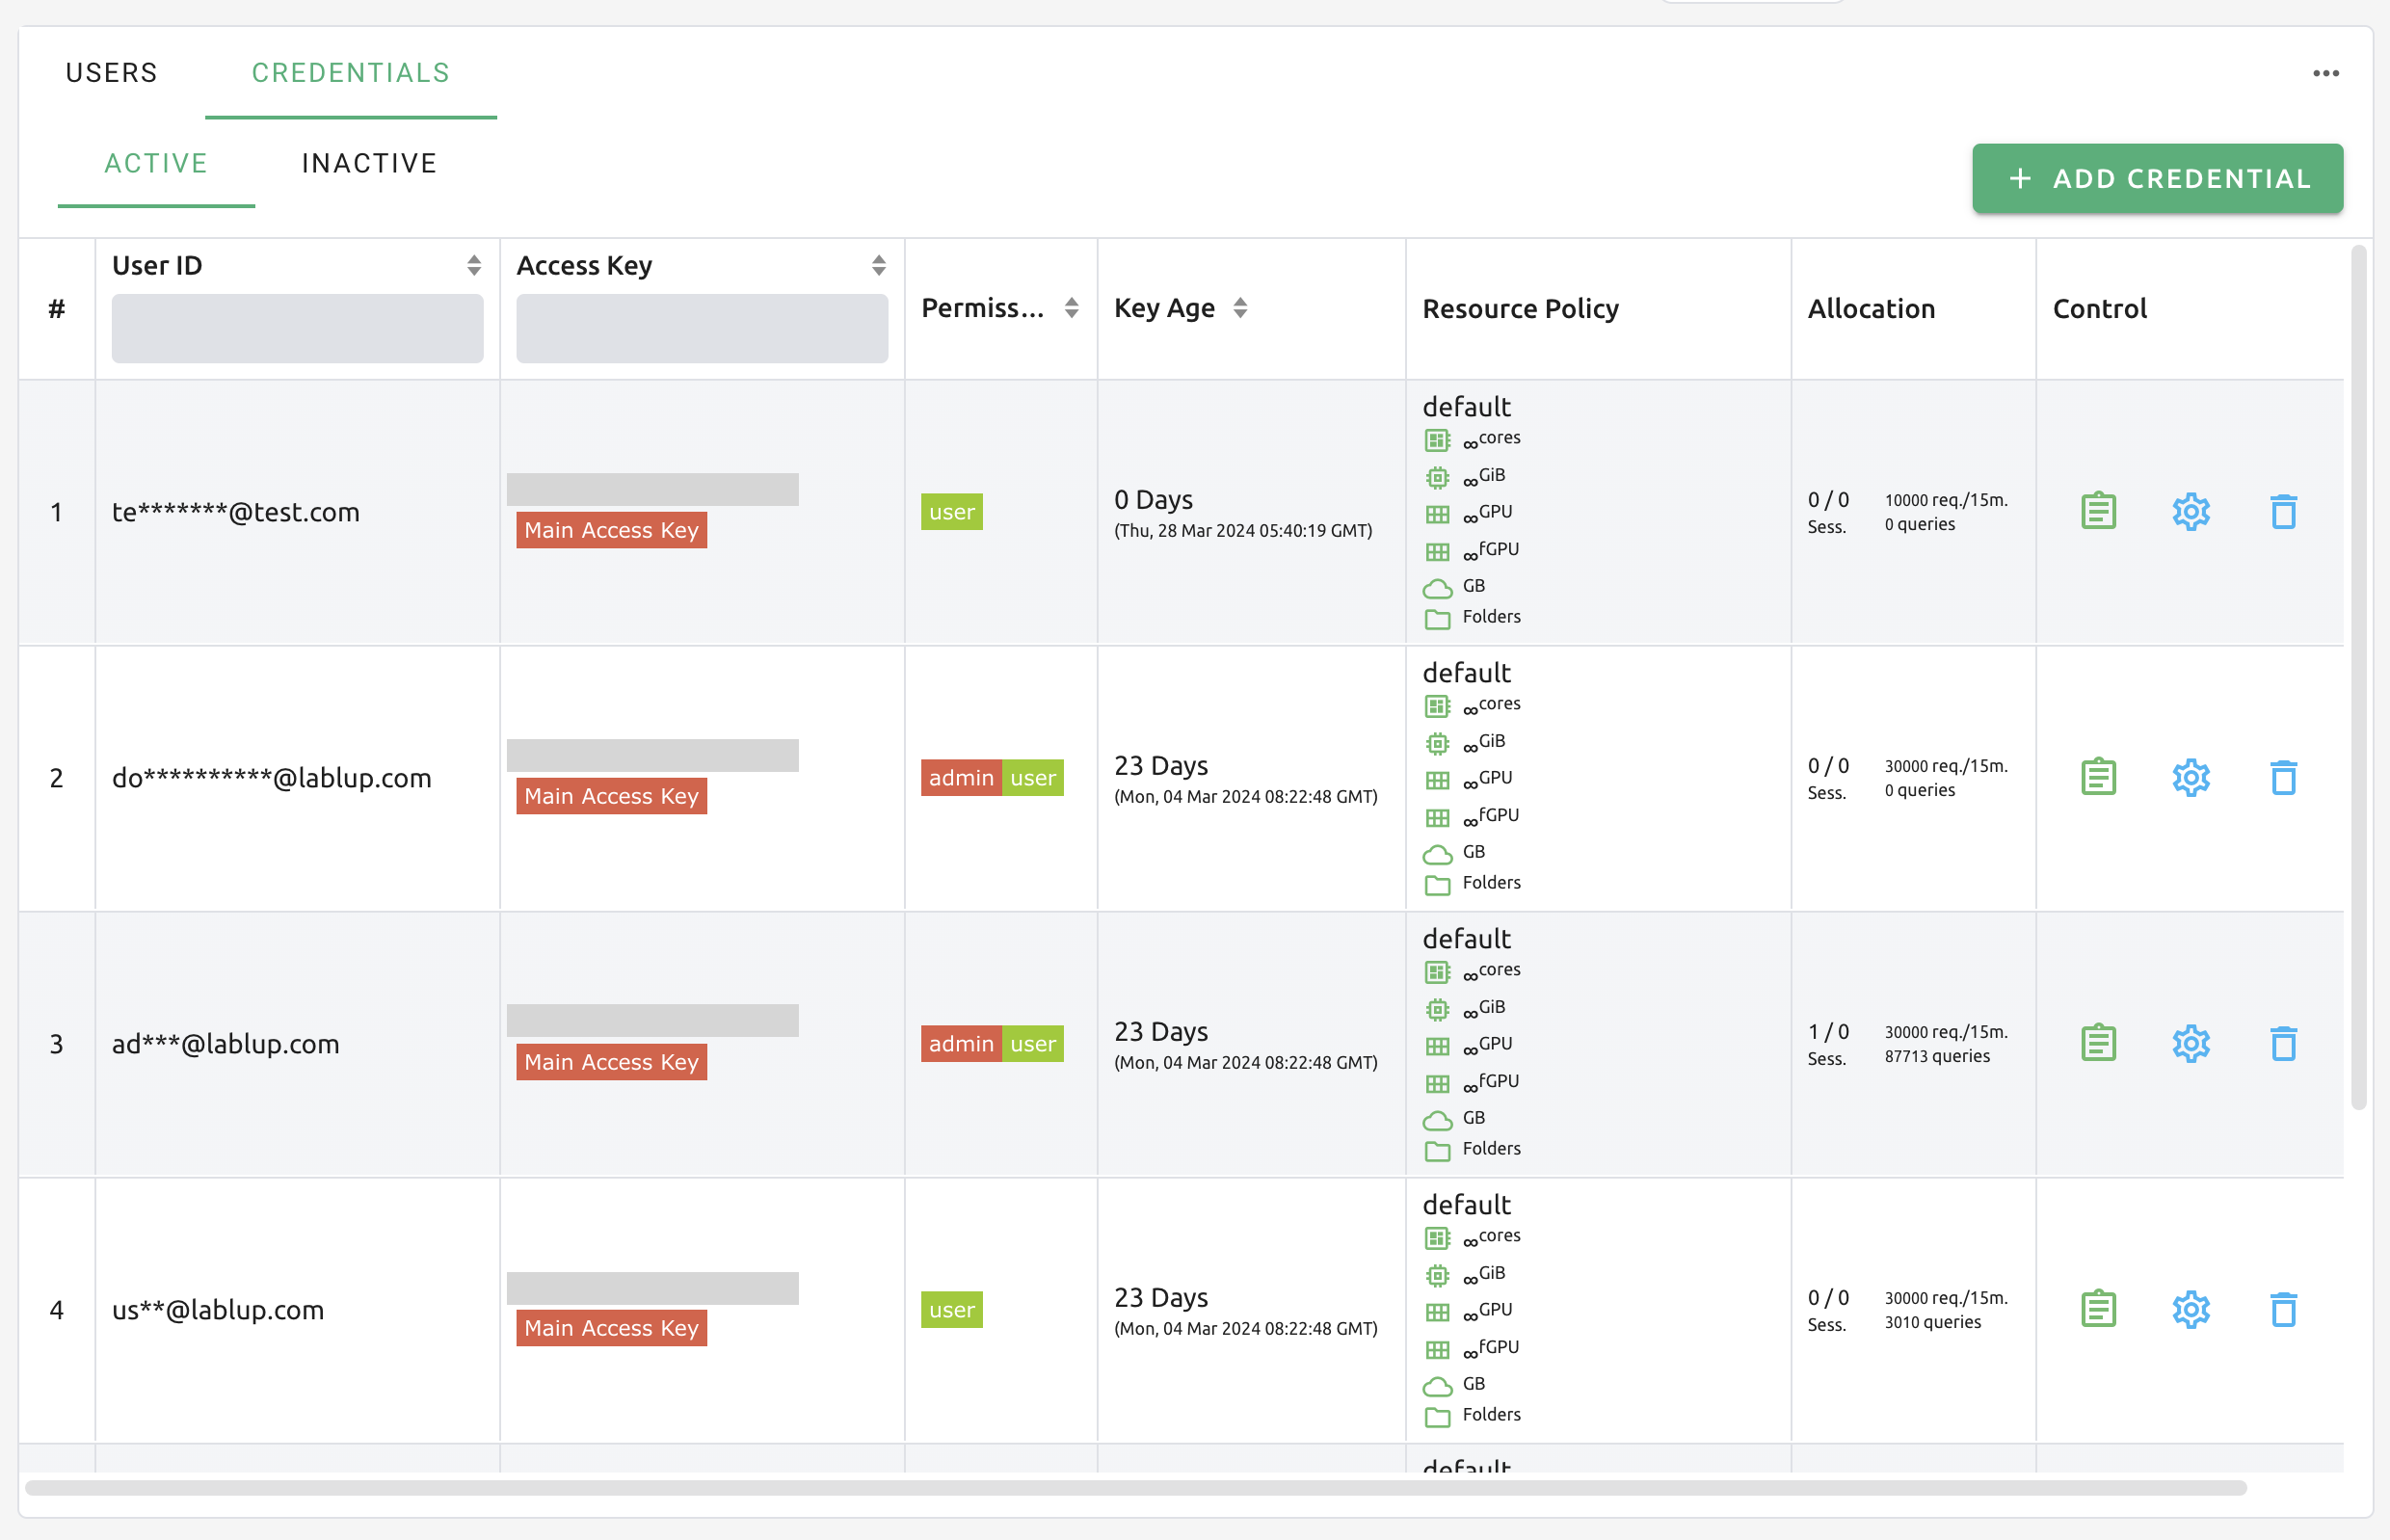 USERS
CREDENTIALS
ACTIVE
INACTIVE
+ ADD CREDENTIAL
#
User ID
Access Key
Permiss...
Key Age
Resource Policy
Allocation
Control
1
te*******@test.com
Main Access Key
user
0 Days
(Thu, 28 Mar 2024 05:40:19 GMT)
default
∞cores
∞GiB
∞GPU
∞fGPU
GB
Folders
0 / 0
Sess.
10000 req./15m.
0 queries
2
do**********@lablup.com
Main Access Key
admin user
23 Days
(Mon, 04 Mar 2024 08:22:48 GMT)
default
∞cores
∞GiB
∞GPU
∞fGPU
GB
Folders
0 / 0
Sess.
30000 req./15m.
0 queries
3
ad***@lablup.com
Main Access Key
admin user
23 Days
(Mon, 04 Mar 2024 08:22:48 GMT)
default
∞cores
∞GiB
∞GPU
∞fGPU
GB
Folders
1 / 0
Sess.
30000 req./15m.
87713 queries
4
us**@lablup.com
Main Access Key
user
23 Days
(Mon, 04 Mar 2024 08:22:48 GMT)
default
∞cores
∞GiB
∞GPU
∞fGPU
GB
Folders
0 / 0
Sess.
30000 req./15m.
3010 queries
default